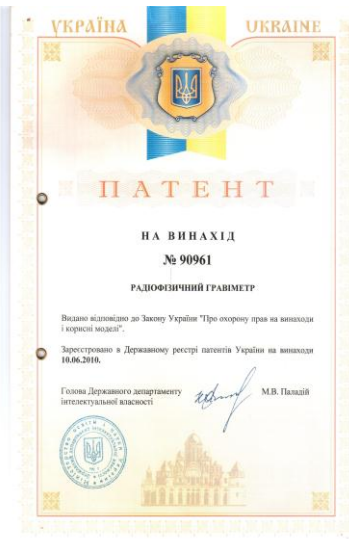 УКРАЇНА UKRAINE
ПАТЕНТ
НА ВИНАХІД
№ 90961
РАДІОФІЗИЧНИЙ ГРАВІМЕТР
Видано відповідно до Закону України "Про охорону прав на винаходи
і корисні моделі".
Зареєстровано в Державному реєстрі патентів України на винаходи
10.06.2010.
Голова Державного департаменту
інтелектуальної власності
М.В. Паладій